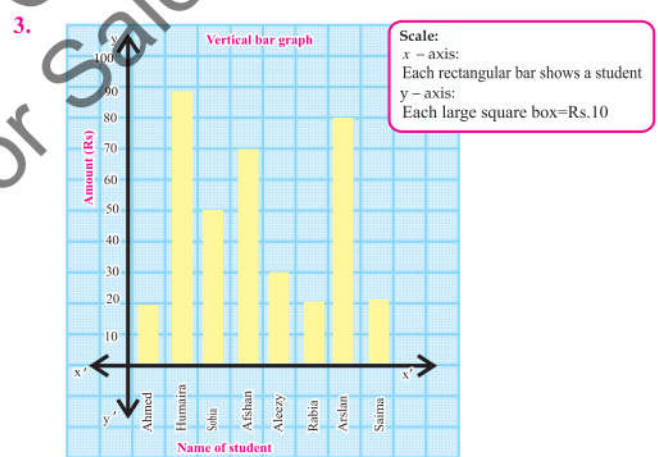 3.
or Sale
y
Vertical bar graph
Scale:
x – axis:
Each rectangular bar shows a student
y – axis:
Each large square box=Rs.10
Amount (Rs)
100
90
80
70
60
50
40
30
20
10
x′
x′
y′
Ahmed
Humaira
Sobia
Afshan
Aleezy
Rabia
Arslan
Saima
Name of student